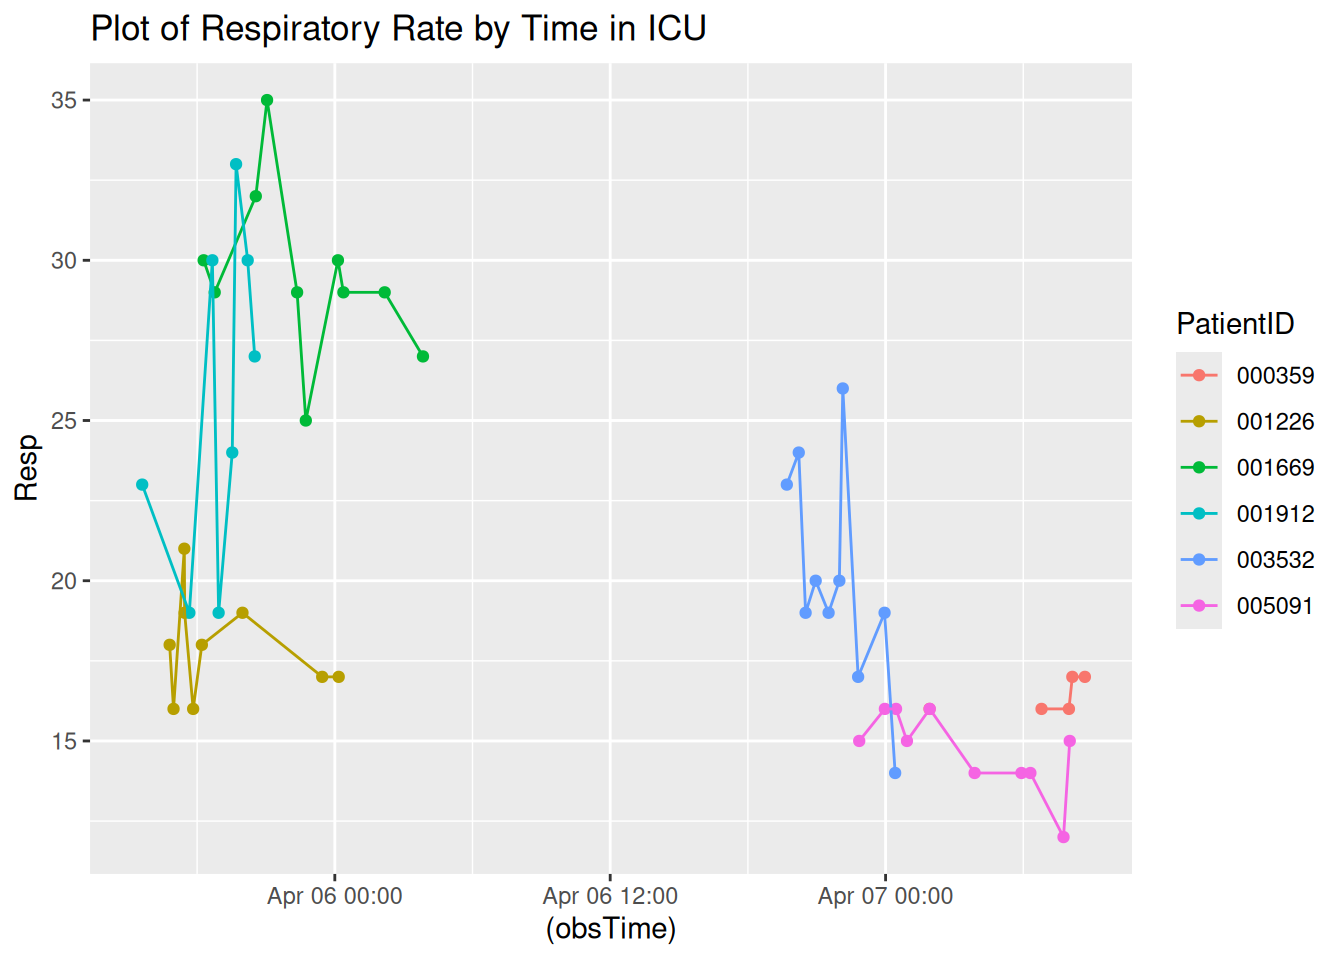 Plot of Respiratory Rate by Time in ICU
35
30
25
20
15
Resp
Apr 06 00:00
Apr 06 12:00
Apr 07 00:00
(obsTime)
PatientID
000359
001226
001669
001912
003532
005091